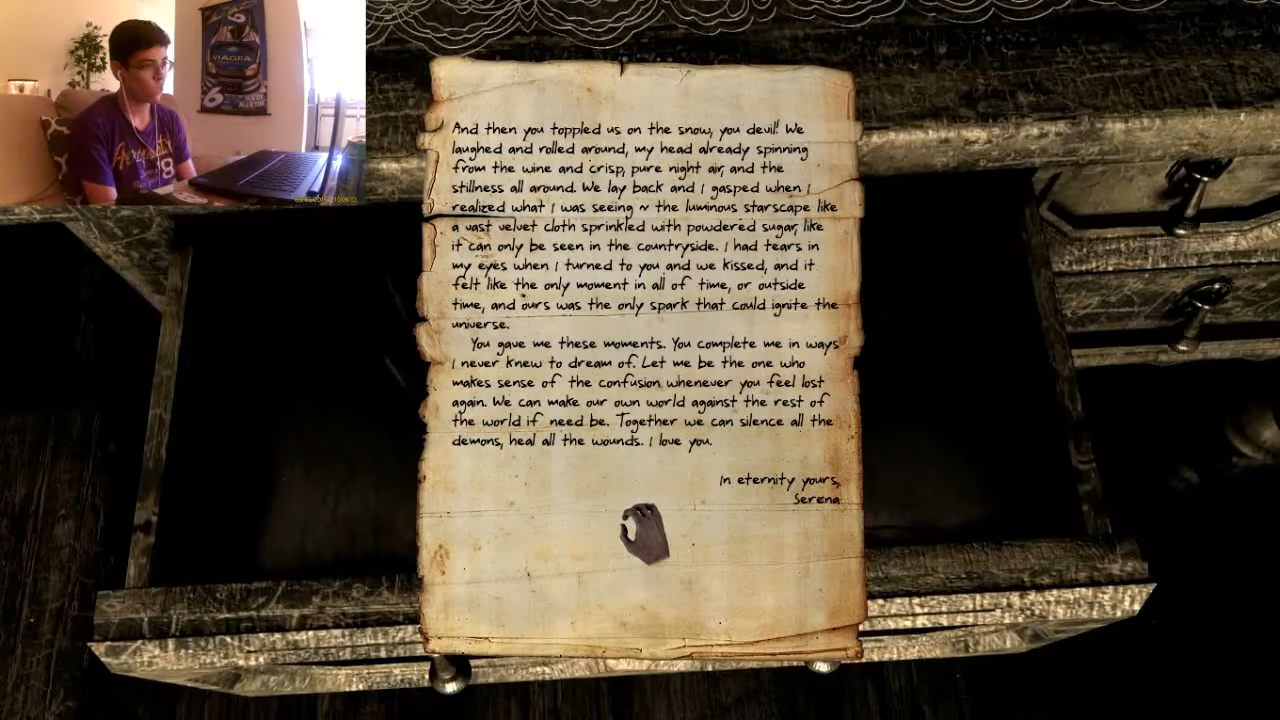 VIAGRA
6
Aeropostale
8
And then you toppled us on the snow, you devil! We
laughed and rolled around, my head already spinning
from the wine and crisp, pure night air, and the
stillness all around. We lay back and I gasped when I
realized what I was seeing ~ the luminous starscape like
a vast velvet cloth sprinkled with powdered sugar, like
it can only be seen in the countryside. I had tears in
my eyes when I turned to you and we kissed, and it
felt like the only moment in all of time, or outside
time, and ours was the only spark that could ignite the
universe.
You gave me these moments. You complete me in ways
I never knew to dream of. Let me be the one who
makes sense of the confusion whenever you feel lost
again. We can make our own world against the rest of
the world if need be. Together we can silence all the
demons, heal all the wounds. I love you.
In eternity yours,
Serena